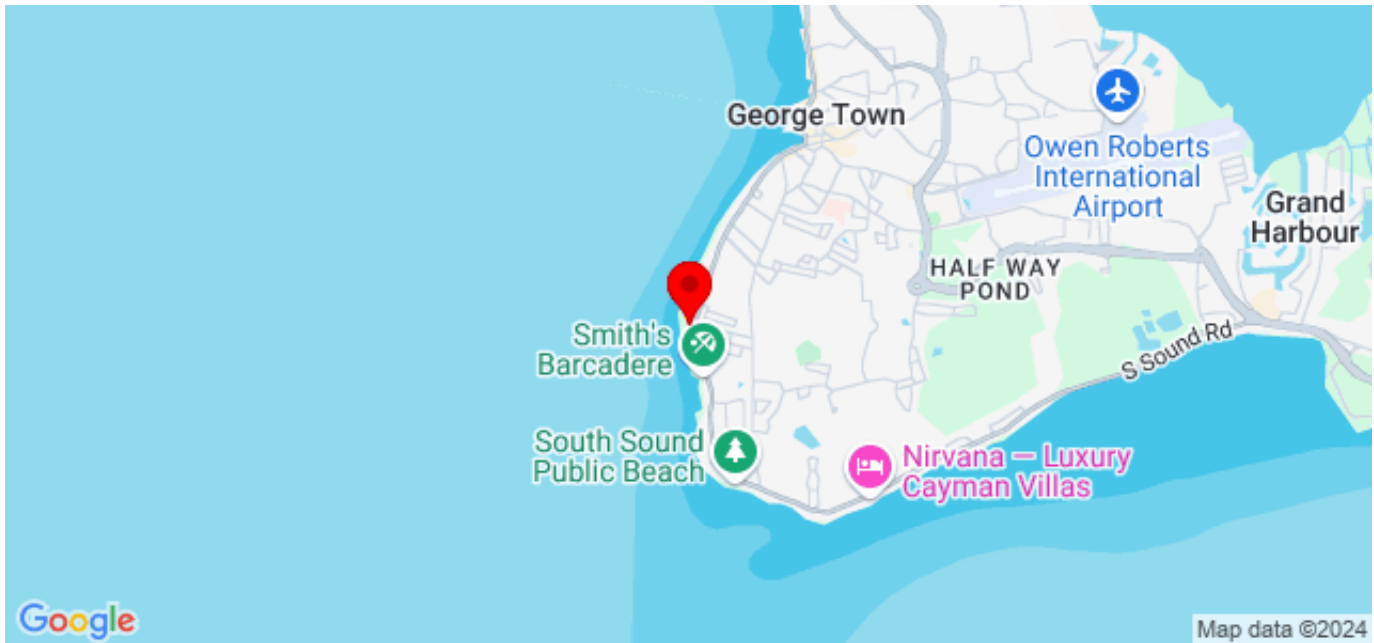 George Town
Owen Roberts
International
Airport
Grand
Harbour
HALF WAY
POND
Smith's
Barcadere
S Sound Rd
South Sound
Public Beach
Nirvana — Luxury
Cayman Villas
Google
Map data ©2024